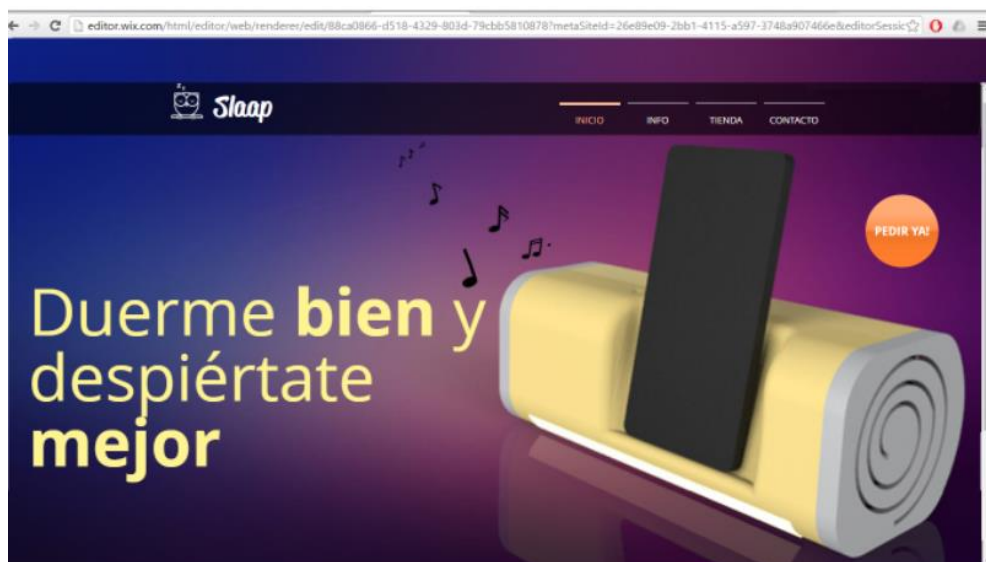 editor.wix.com/html/editor/web/renderer/edit/88ca0866-d518-4329-803d-79cbb5810878?metaSiteId=26e89e09-2bb1-4115-a597-3748a907466e&editorSessic
Slaap
INICIO INFO TIENDA CONTACTO
PEDIR YA!
Duerme bien y
despiértate
mejor